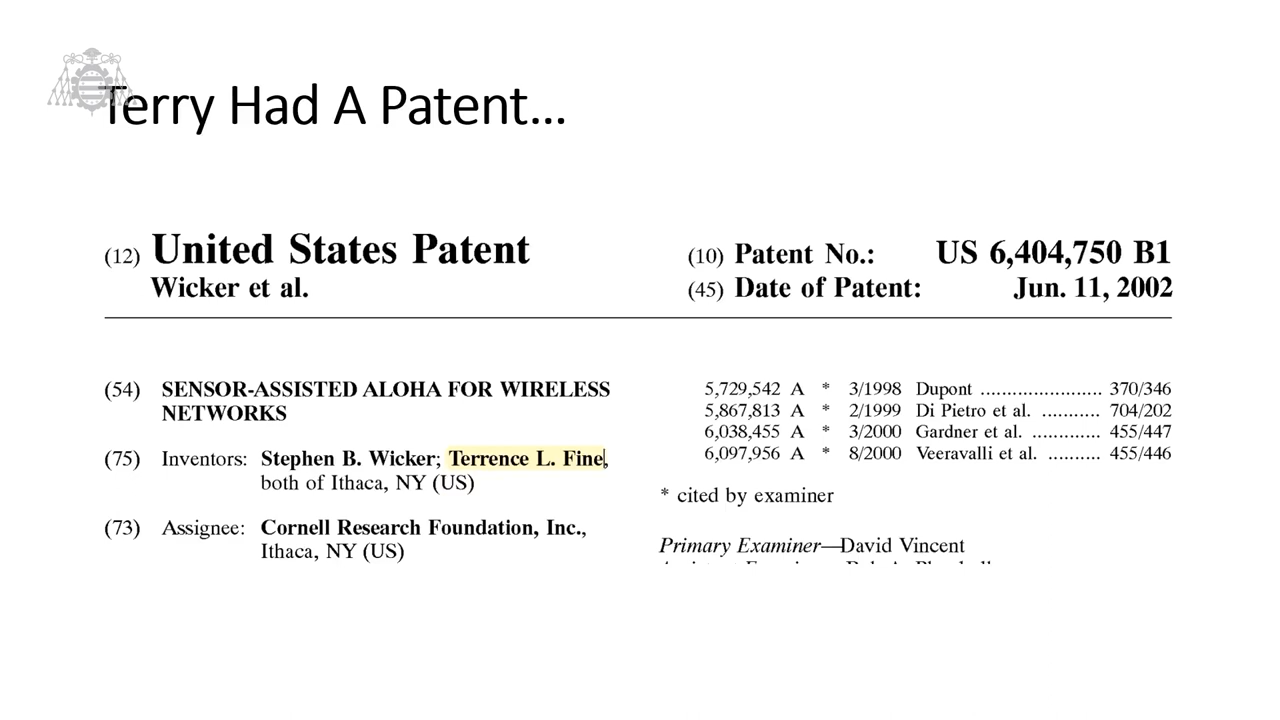 Terry Had A Patent...
(12) United States Patent
Wicker et al.
(10) Patent No.: US 6,404,750 B1
(45) Date of Patent: Jun. 11, 2002
(54) SENSOR-ASSISTED ALOHA FOR WIRELESS
NETWORKS
(75) Inventors: Stephen B. Wicker; Terrence L. Fine,
both of Ithaca, NY (US)
(73) Assignee: Cornell Research Foundation, Inc.,
Ithaca, NY (US)
5,729,542 A * 3/1998 Dupont ....................... 370/346
5,867,813 A * 2/1999 Di Pietro et al. ........... 704/202
6,038,455 A * 3/2000 Gardner et al. ............. 455/447
6,097,956 A * 8/2000 Veeravalli et al. .......... 455/446
* cited by examiner
Primary Examiner—David Vincent